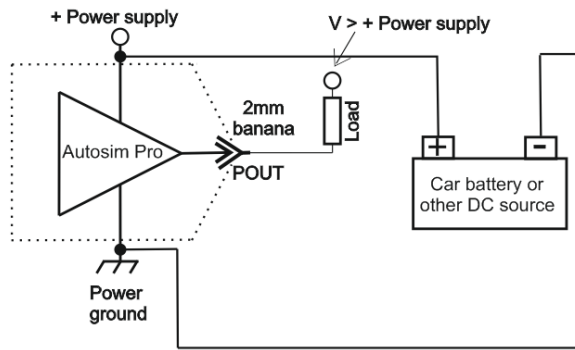 + Power supply
V > + Power supply
2mm
banana
Load
Autosim Pro
POUT
+
-
Car battery or
other DC source
Power
ground